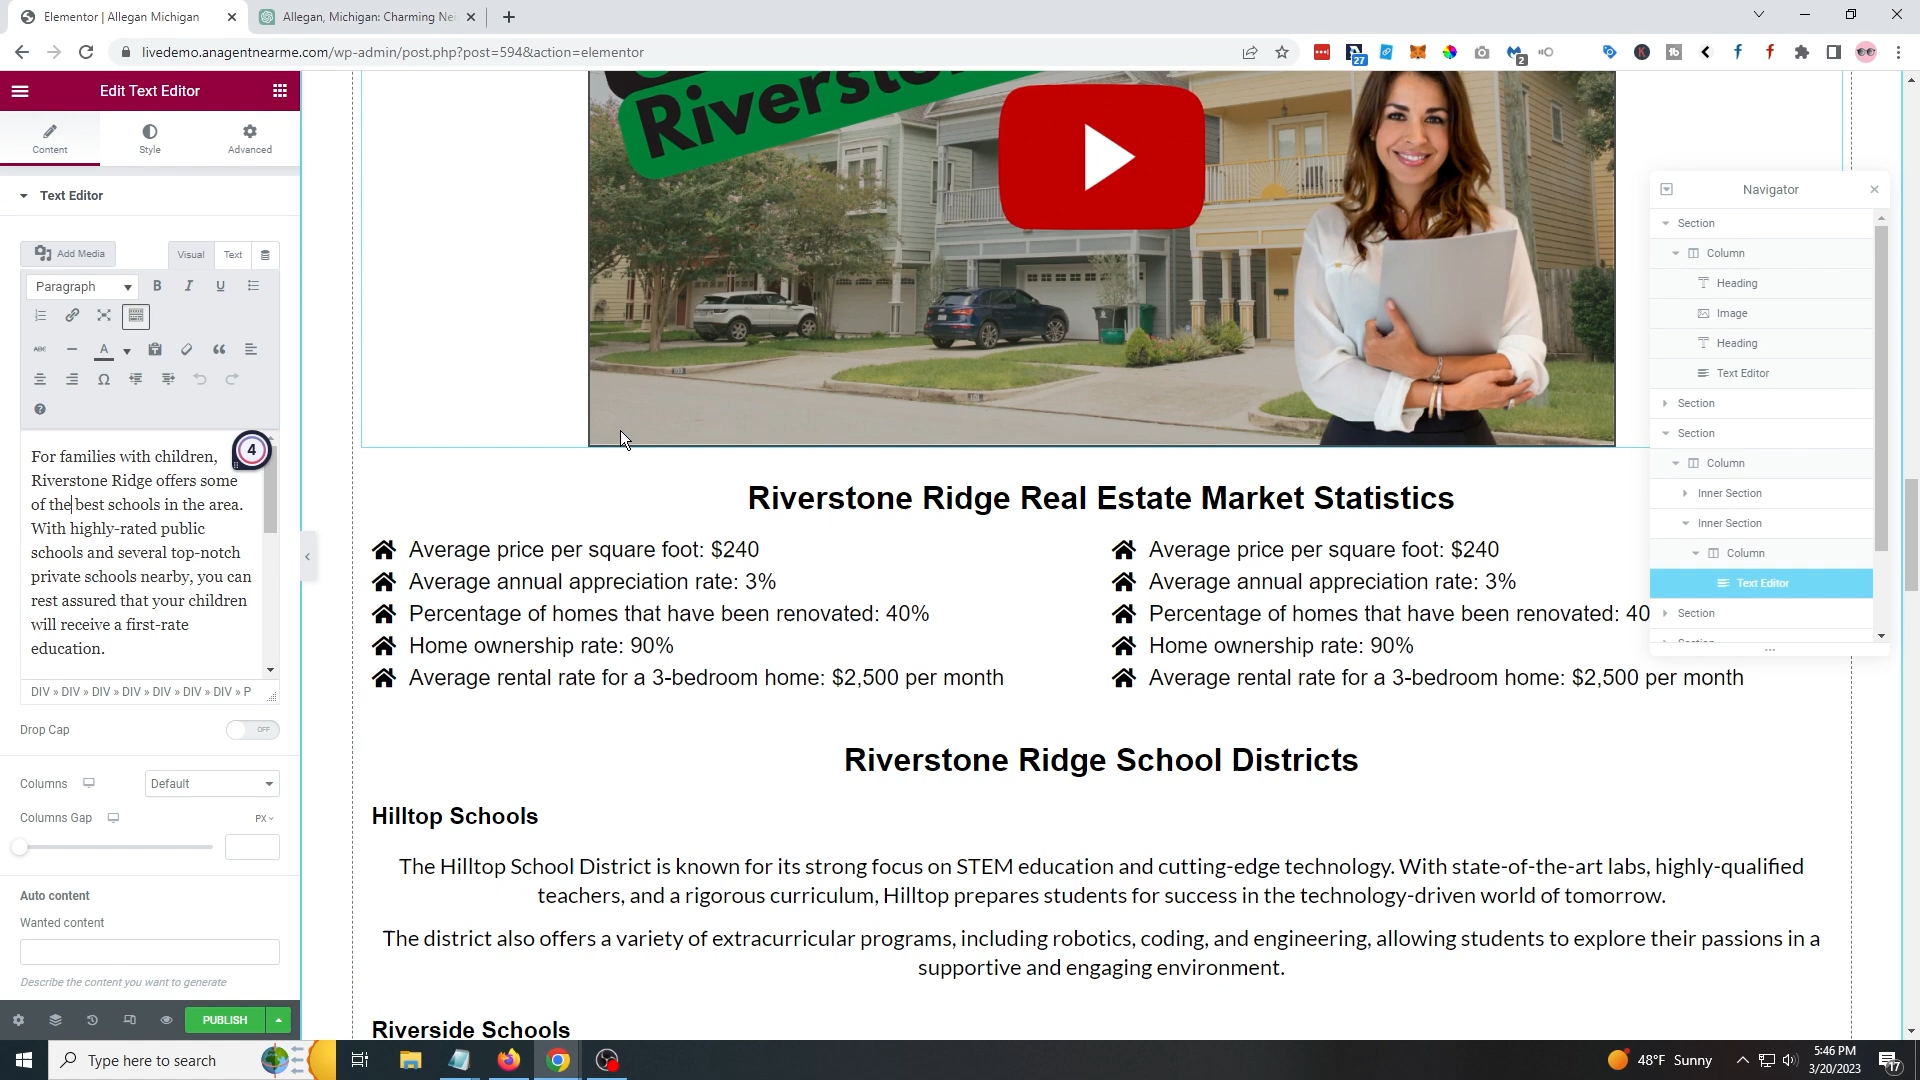 Elementor | Allegan Michigan
Allegan, Michigan: Charming Nei
livedemo.anagentnearme.com/wp-admin/post.php?post=594&action=elementor
27
2
Edit Text Editor
Content
Style
Advanced
Text Editor
Add Media
Visual
Text
Paragraph
B
I
U
ABC
A
For families with children,
Riverstone Ridge offers some
of the best schools in the area.
With highly-rated public
schools and several top-notch
private schools nearby, you can
rest assured that your children
will receive a first-rate
education.
4
DIV » DIV » DIV » DIV » DIV » DIV » DIV » P
Drop Cap
OFF
Columns
Default
Columns Gap
PX
Auto content
Wanted content
Describe the content you want to generate
PUBLISH
Riverstone Ridge Real Estate Market Statistics
Average price per square foot: $240
Average annual appreciation rate: 3%
Percentage of homes that have been renovated: 40%
Home ownership rate: 90%
Average rental rate for a 3-bedroom home: $2,500 per month
Average price per square foot: $240
Average annual appreciation rate: 3%
Percentage of homes that have been renovated: 40
Home ownership rate: 90%
Average rental rate for a 3-bedroom home: $2,500 per month
Riverstone Ridge School Districts
Hilltop Schools
The Hilltop School District is known for its strong focus on STEM education and cutting-edge technology. With state-of-the-art labs, highly-qualified
teachers, and a rigorous curriculum, Hilltop prepares students for success in the technology-driven world of tomorrow.
The district also offers a variety of extracurricular programs, including robotics, coding, and engineering, allowing students to explore their passions in a
supportive and engaging environment.
Riverside Schools
Navigator
Section
Column
Heading
Image
Heading
Text Editor
Section
Section
Column
Inner Section
Inner Section
Column
Text Editor
Section
Type here to search
48°F Sunny
5:46 PM
3/20/2023
17